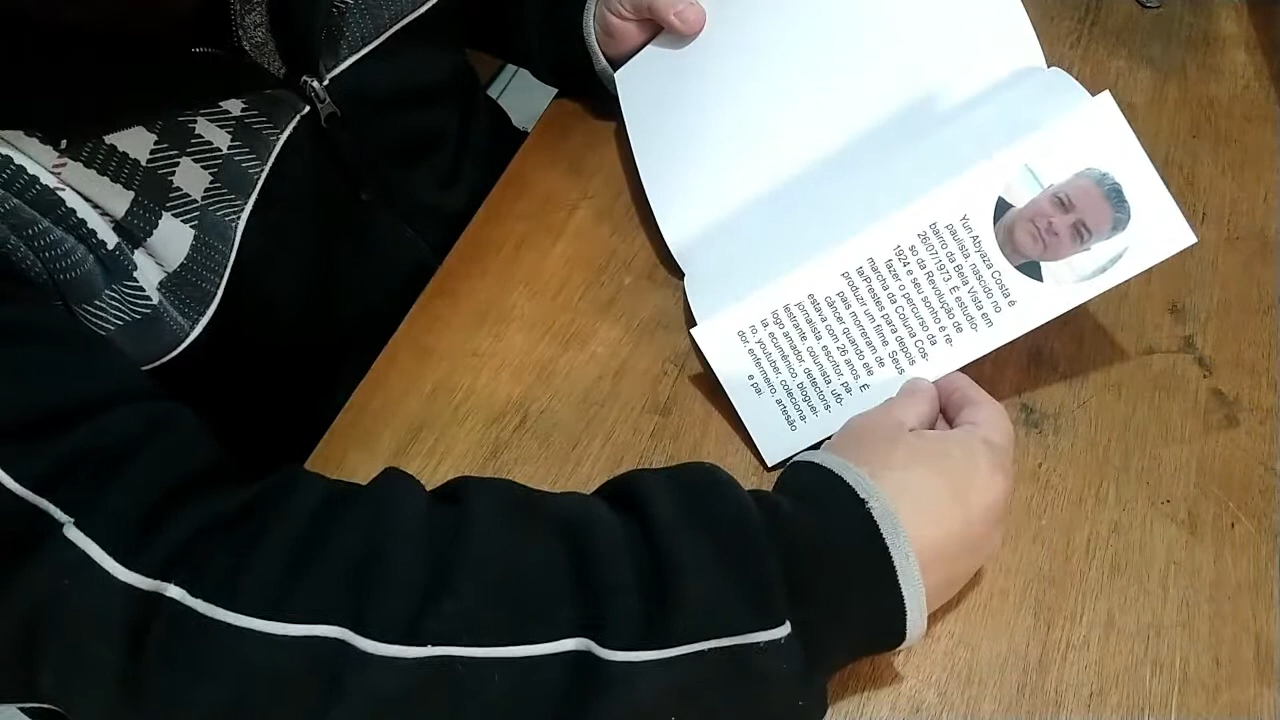 Yuri Abyaza Costa é
paulista, nascido no
bairro da Bela Vista em
26/07/1973. É estudio-
so da Revolução de
1924 e seu sonho é re-
fazer o percurso da
marcha da Coluna Cos-
ta/Prestes para depois
produzir um filme. Seus
pais morreram de
câncer quando ele
estava com 26 anos. É
jornalista, escritor, pa-
lestrante, colunista, ufó-
logo amador, detectoris-
ta, ecumênico, bloguei-
ro, youtuber, coleciona-
dor, enfermeiro, artesão
e pai.